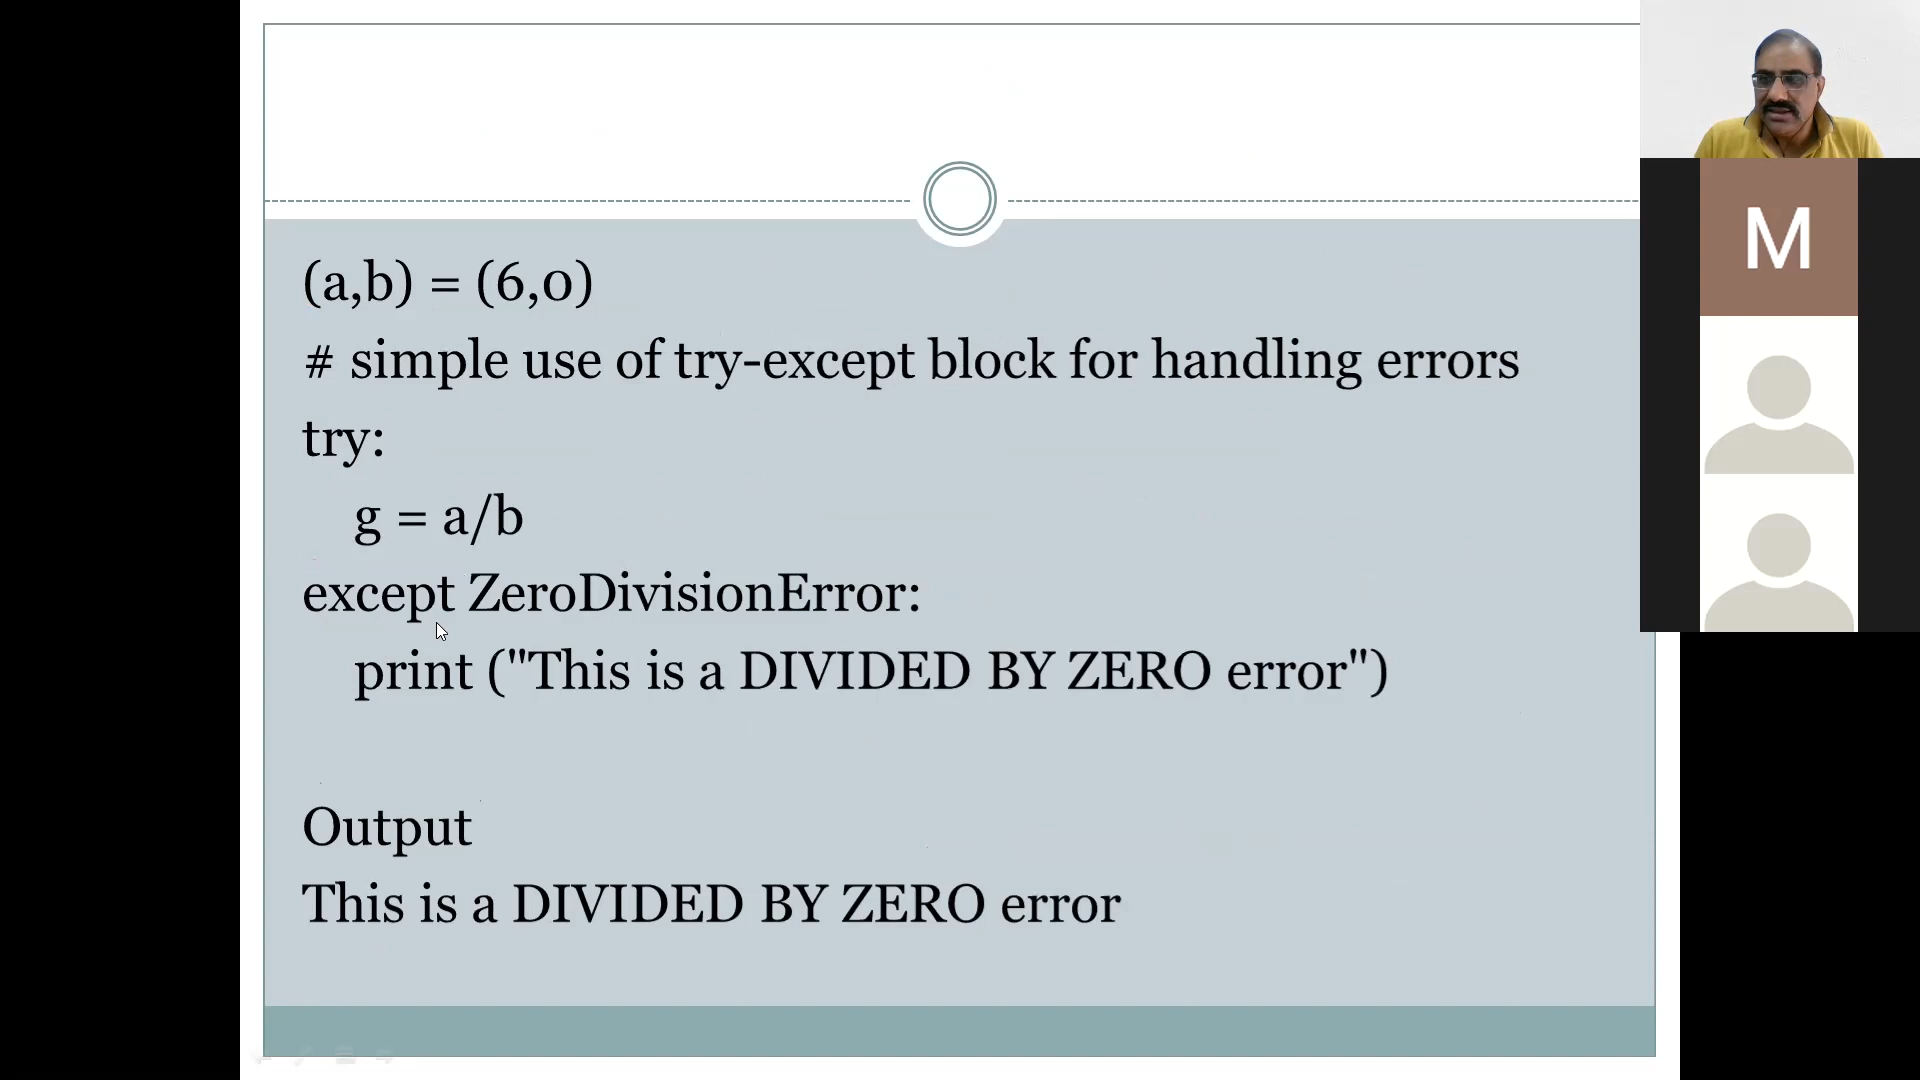 (a,b) = (6,0)
# simple use of try-except block for handling errors
try:
g = a/b
except ZeroDivisionError:
print ("This is a DIVIDED BY ZERO error")
Output
This is a DIVIDED BY ZERO error
M